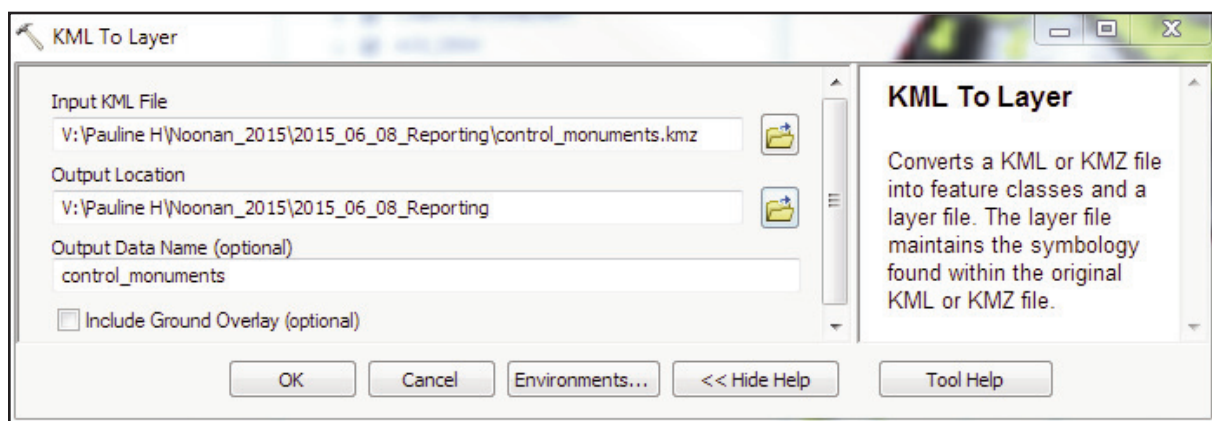 KML To Layer
Input KML File
V:\Pauline H\Noonan_2015\2015_06_08_Reporting\control_monuments.kmz
Output Location
V:\Pauline H\Noonan_2015\2015_06_08_Reporting
Output Data Name (optional)
control_monuments
Include Ground Overlay (optional)
KML To Layer
Converts a KML or KMZ file
into feature classes and a
layer file. The layer file
maintains the symbology
found within the original
KML or KMZ file.
OK
Cancel
Environments...
<< Hide Help
Tool Help